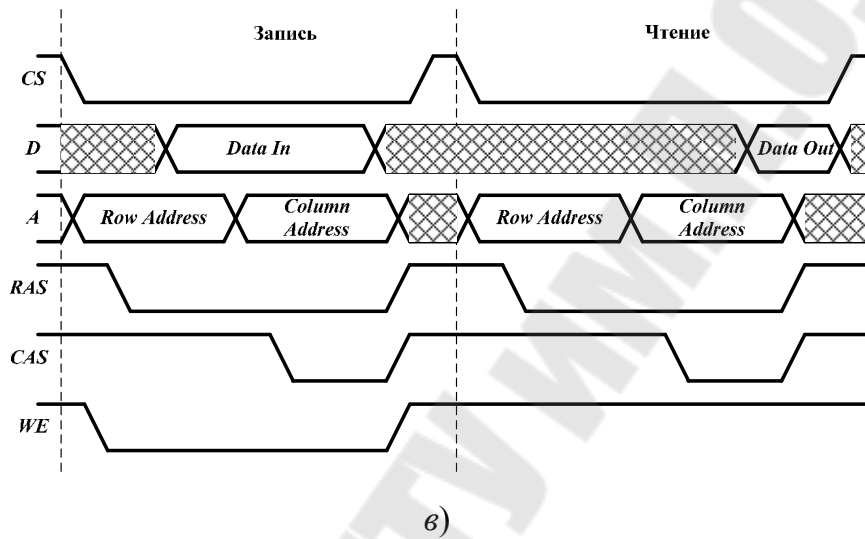 Запись Чтение
CS
D Data In Data Out
A Row Address Column Address Row Address Column Address
RAS
CAS
WE
в)